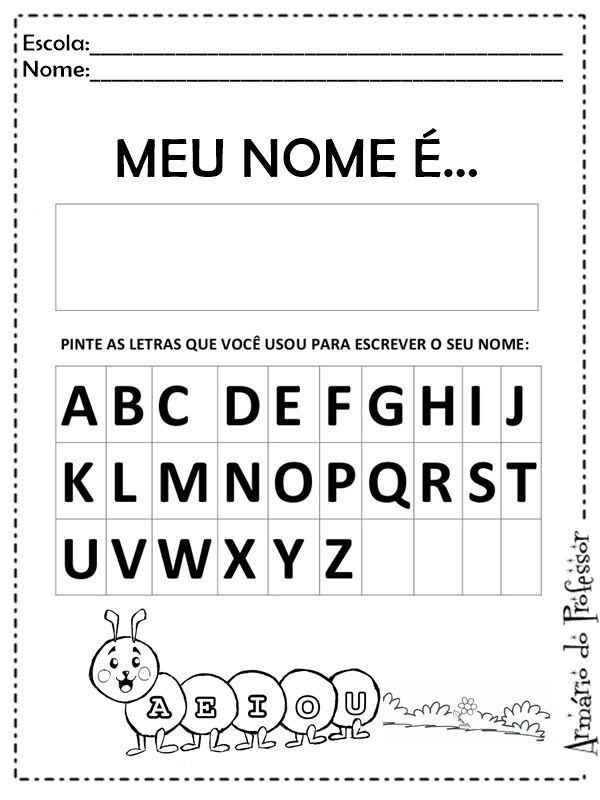 Escola:
Nome:
MEU NOME É...
PINTE AS LETRAS QUE VOCÊ USOU PARA ESCREVER O SEU NOME:
A B C D E F G H I J
K L M N O P Q R S T
U V W X Y Z
A E I O U
Armário do Professor